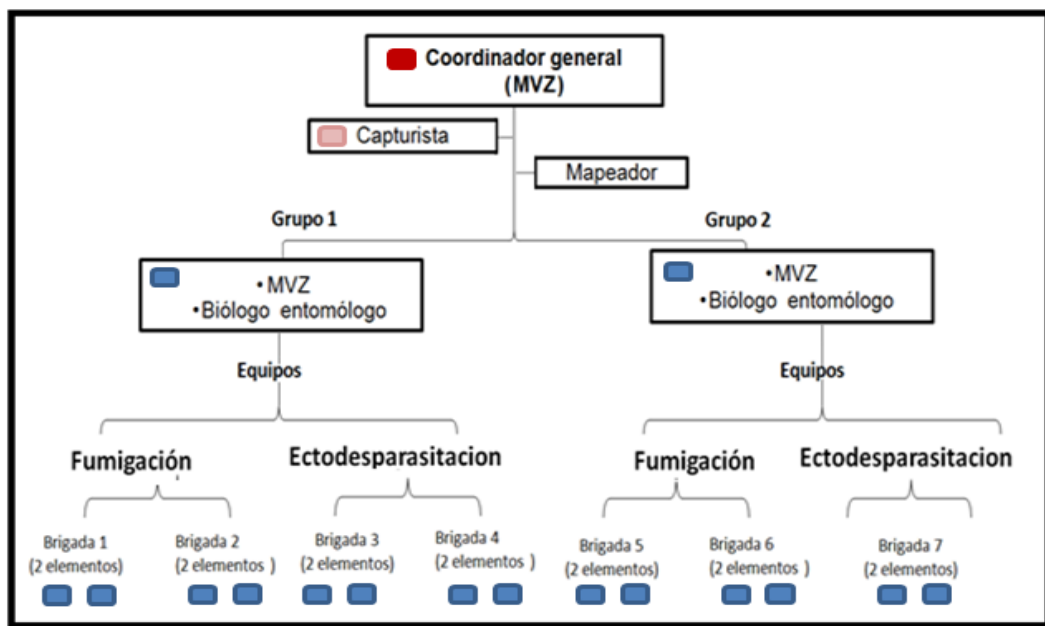 Coordinador general
(MVZ)
Capturista
Mapeador
Grupo 1
Grupo 2
•MVZ
•Biólogo entomólogo
•MVZ
•Biólogo entomólogo
Equipos
Equipos
Fumigación
Ectodesparasitacion
Fumigación
Ectodesparasitacion
Brigada 1
(2 elementos)
Brigada 2
(2 elementos )
Brigada 3
(2 elementos)
Brigada 4
(2 elementos )
Brigada 5
(2 elementos)
Brigada 6
(2 elementos )
Brigada 7
(2 elementos)